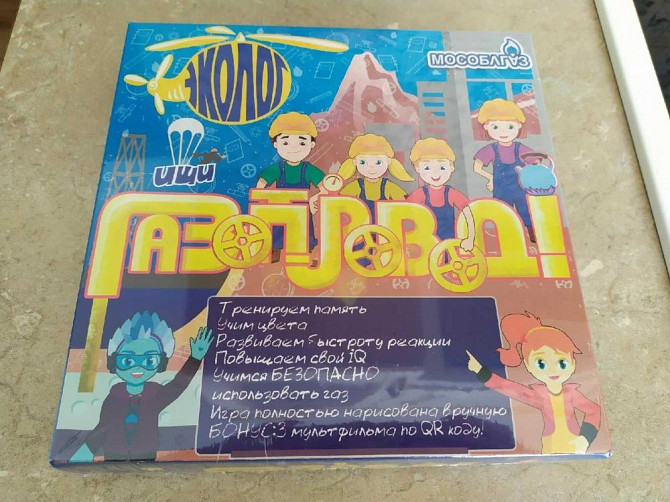 ЭКОЛОГ
МОСОБЛГАЗ
ищи
ГАЗОПРОВОД!
Тренируем память
Учим цвета
Развиваем быстроту реакции
Повышаем свой iQ
Учимся БЕЗОПАСНО
использовать газ
Игра полностью нарисована вручную
БОНУС:3 мультфильма по QR коду!